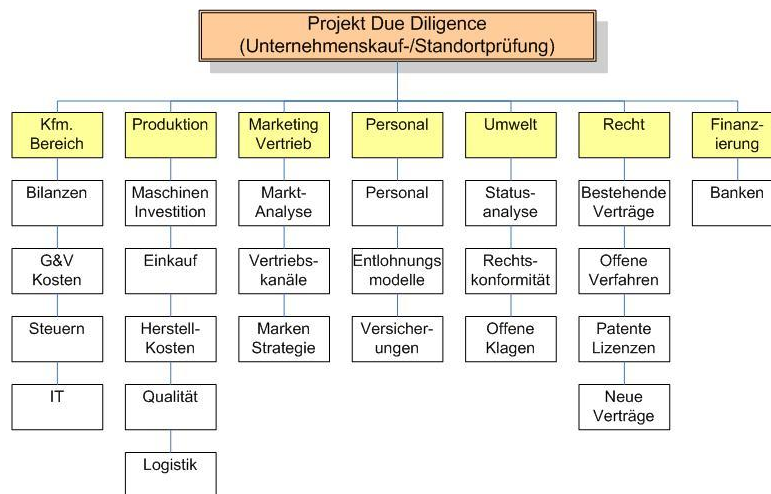 Projekt Due Diligence
(Unternehmenskauf-/Standortprüfung)
Kfm.
Bereich
Bilanzen
G&V
Kosten
Steuern
IT
Produktion
Maschinen
Investition
Einkauf
Herstell-
Kosten
Qualität
Logistik
Marketing
Vertrieb
Markt-
Analyse
Vertriebs-
kanäle
Marken
Strategie
Personal
Personal
Entlohnungs
modelle
Versicher-
ungen
Umwelt
Status-
analyse
Rechts-
konformität
Offene
Klagen
Recht
Bestehende
Verträge
Offene
Verfahren
Patente
Lizenzen
Neue
Verträge
Finanz-
ierung
Banken